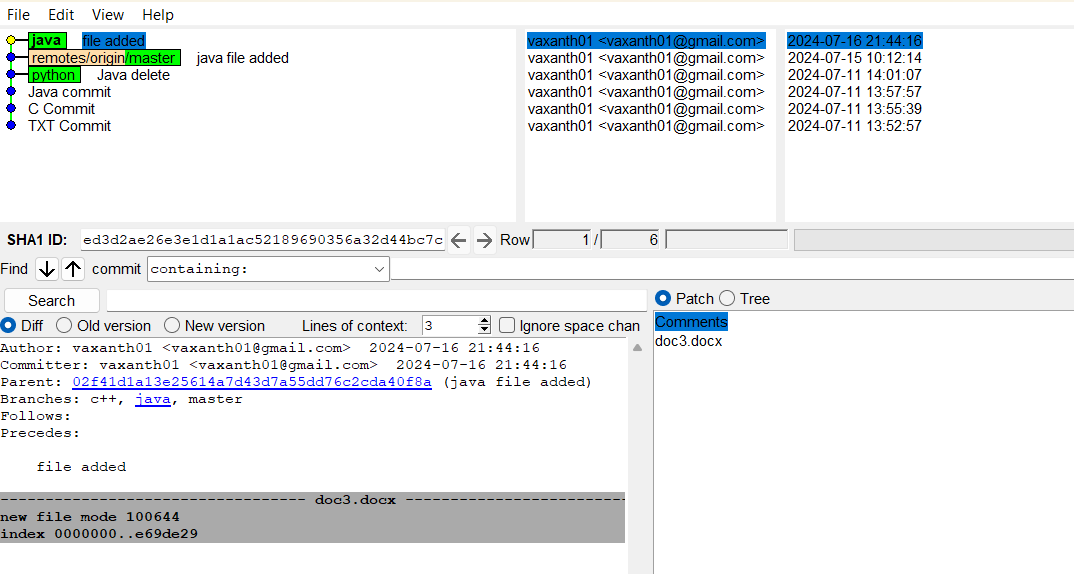 File Edit View Help
java file added vaxanth01 <vaxanth01@gmail.com> 2024-07-16 21:44:16
remotes/origin/master java file added vaxanth01 <vaxanth01@gmail.com> 2024-07-15 10:12:14
python Java delete vaxanth01 <vaxanth01@gmail.com> 2024-07-11 14:01:07
Java commit vaxanth01 <vaxanth01@gmail.com> 2024-07-11 13:57:57
C Commit vaxanth01 <vaxanth01@gmail.com> 2024-07-11 13:55:39
TXT Commit vaxanth01 <vaxanth01@gmail.com> 2024-07-11 13:52:57
SHA1 ID: ed3d2ae26e3e1d1a1ac52189690356a32d44bc7c Row 1 / 6
Find commit containing:
Search
Patch Tree
Diff Old version New version Lines of context: 3 Ignore space chan
Comments
doc3.docx
Author: vaxanth01 <vaxanth01@gmail.com> 2024-07-16 21:44:16
Committer: vaxanth01 <vaxanth01@gmail.com> 2024-07-16 21:44:16
Parent: 02f41d1a13e25614a7d43d7a55dd76c2cda40f8a (java file added)
Branches: c++, java, master
Follows:
Precedes:
file added
---------------------------------- doc3.docx -------------------------
new file mode 100644
index 0000000..e69de29